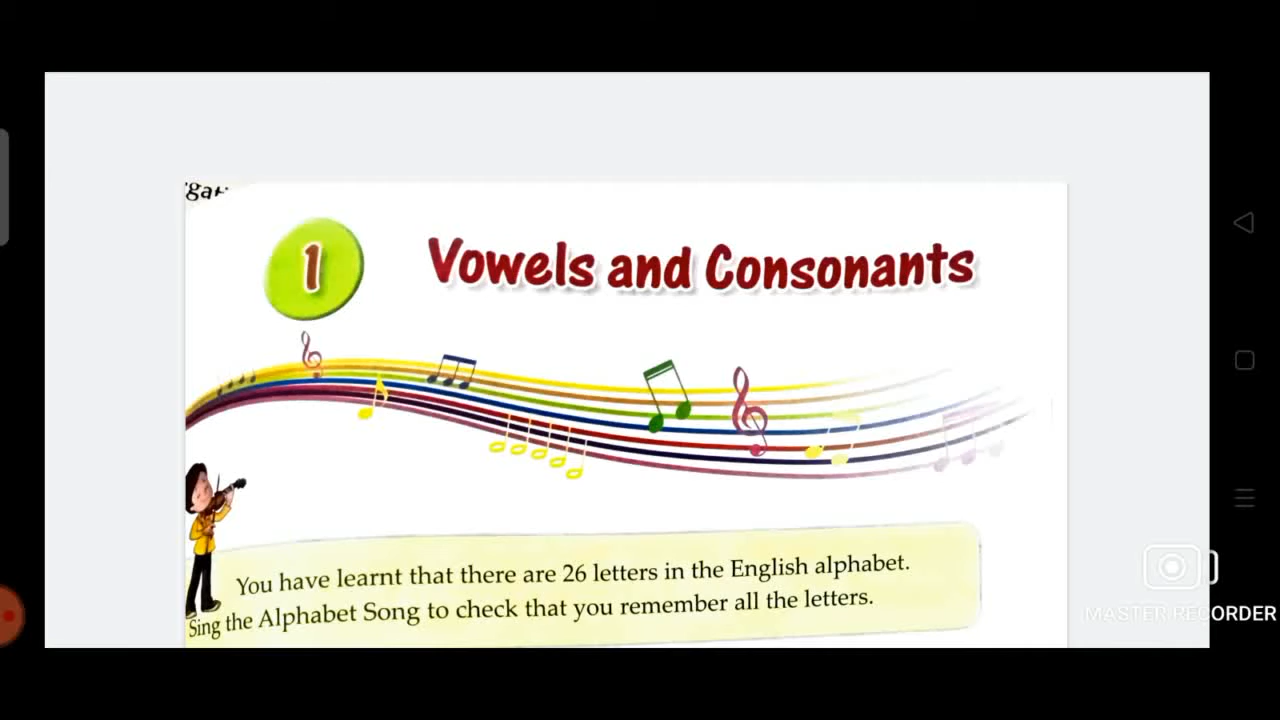 1
Vowels and Consonants
You have learnt that there are 26 letters in the English alphabet.
Sing the Alphabet Song to check that you remember all the letters.
MASTER RECORDER